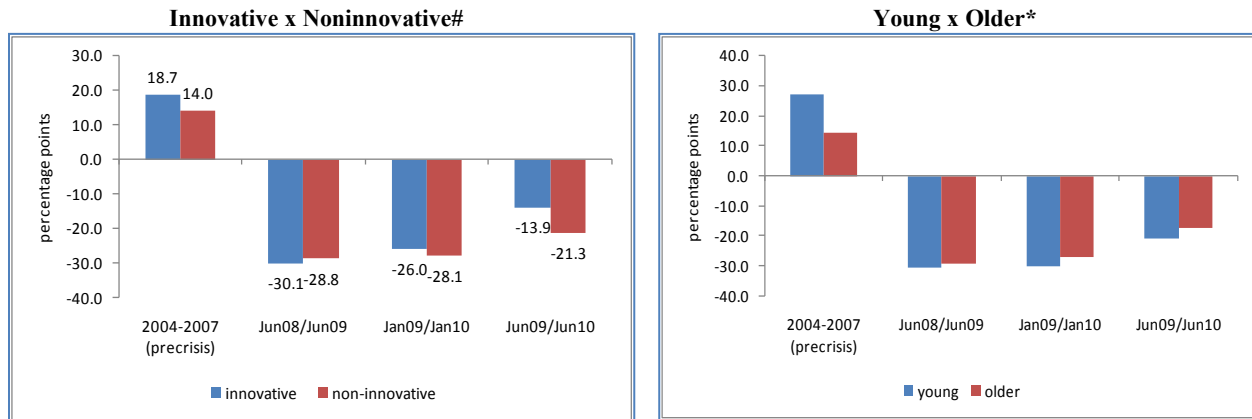 Innovative x Noninnovative#
30.0
20.0
10.0
0.0
-10.0
-20.0
-30.0
-40.0
percentage points
18.7
14.0
-30.1
-28.8
-26.0
-28.1
-13.9
-21.3
2004-2007
(precrisis)
Jun08/Jun09
Jan09/Jan10
Jun09/Jun10
innovative
non-innovative
Young x Older*
40.0
30.0
20.0
10.0
0.0
-10.0
-20.0
-30.0
-40.0
percentage points
2004-2007
(precrisis)
Jun08/Jun09
Jan09/Jan10
Jun09/Jun10
young
older